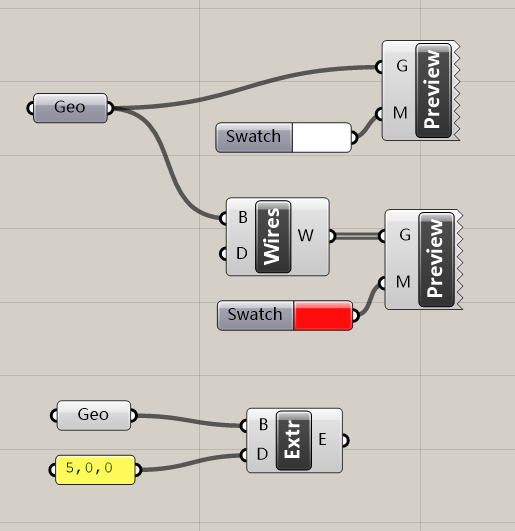 Geo
G
M
Preview
Swatch
B
D
Wires
W
G
M
Preview
Swatch
Geo
5,0,0
B
D
Extr
E